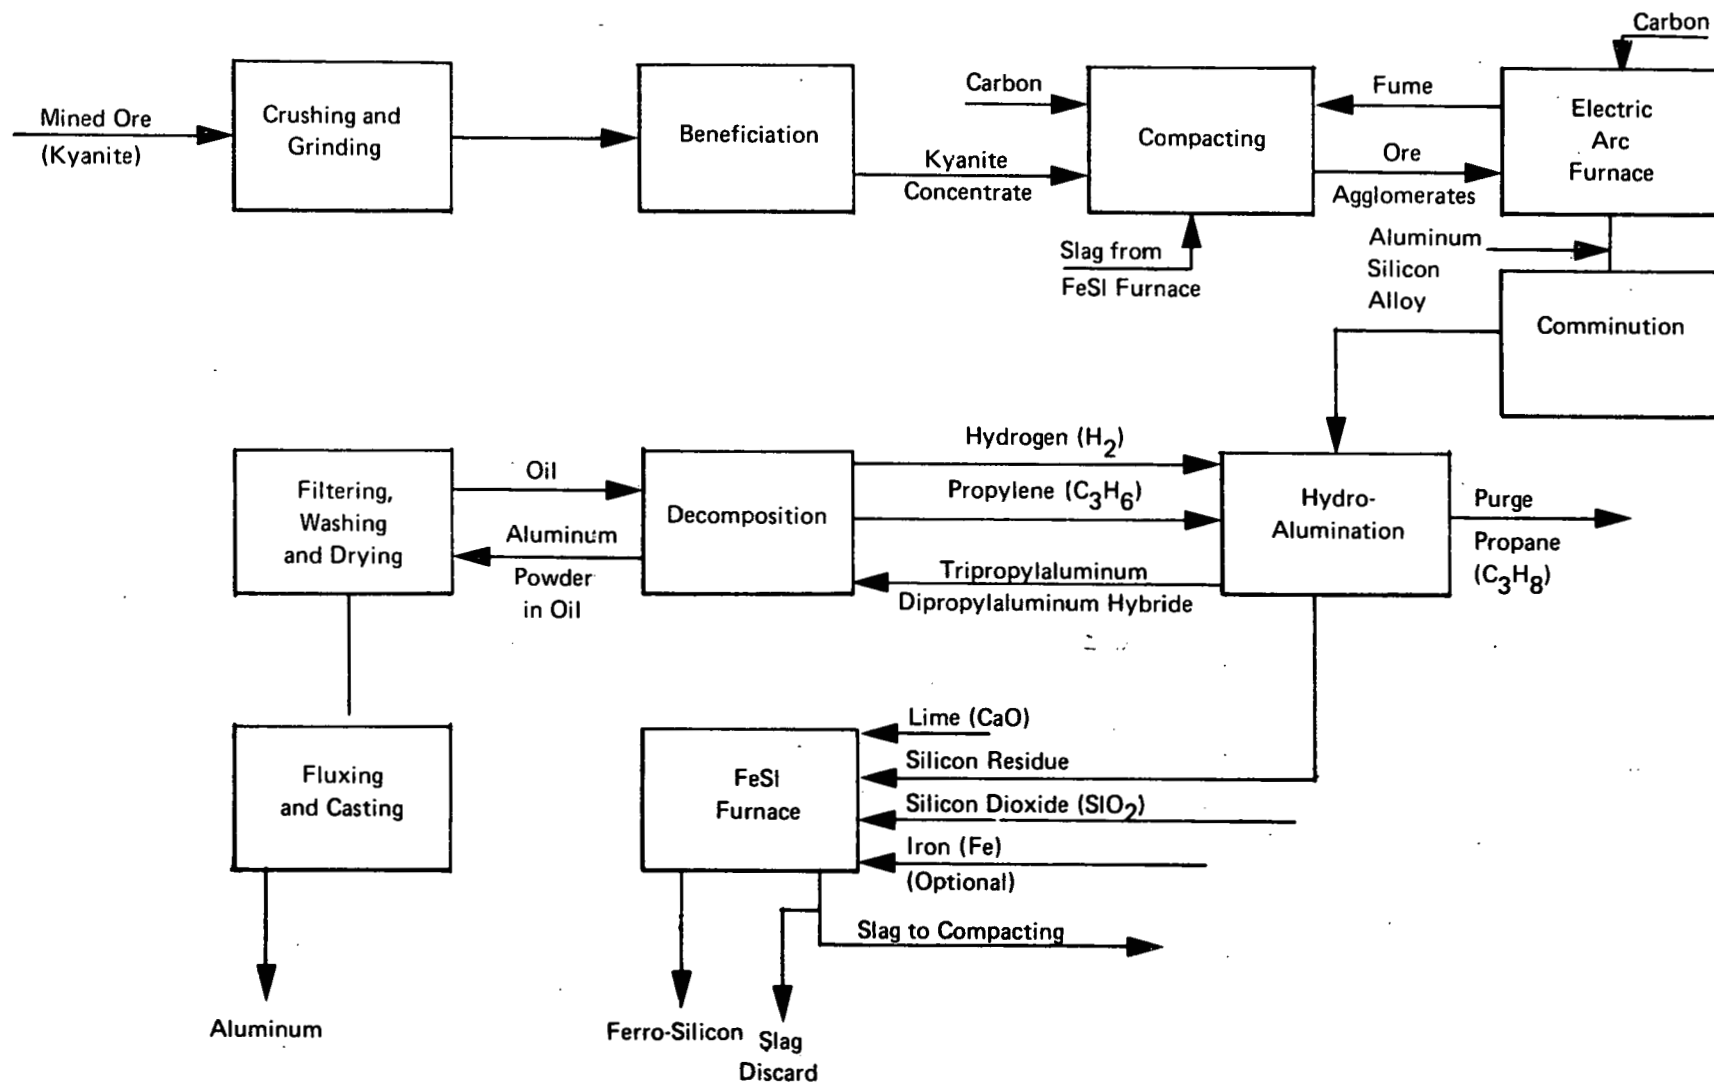 Carbon
Mined Ore
(Kyanite)
Crushing and
Grinding
Beneficiation
Kyanite
Concentrate
Carbon
Compacting
Slag from
FeSI Furnace
Fume
Ore
Agglomerates
Electric
Arc
Furnace
Aluminum
Silicon
Alloy
Comminution
Filtering,
Washing
and Drying
Oil
Aluminum
Powder
in Oil
Decomposition
Hydrogen (H2)
Propylene (C3H6)
Tripropylaluminum
Dipropylaluminum Hybride
Hydro-
Alumination
Purge
Propane
(C3H8)
Fluxing
and Casting
FeSI
Furnace
Lime (CaO)
Silicon Residue
Silicon Dioxide (SIO2)
Iron (Fe)
(Optional)
Slag to Compacting
Aluminum
Ferro-Silicon
Slag
Discard